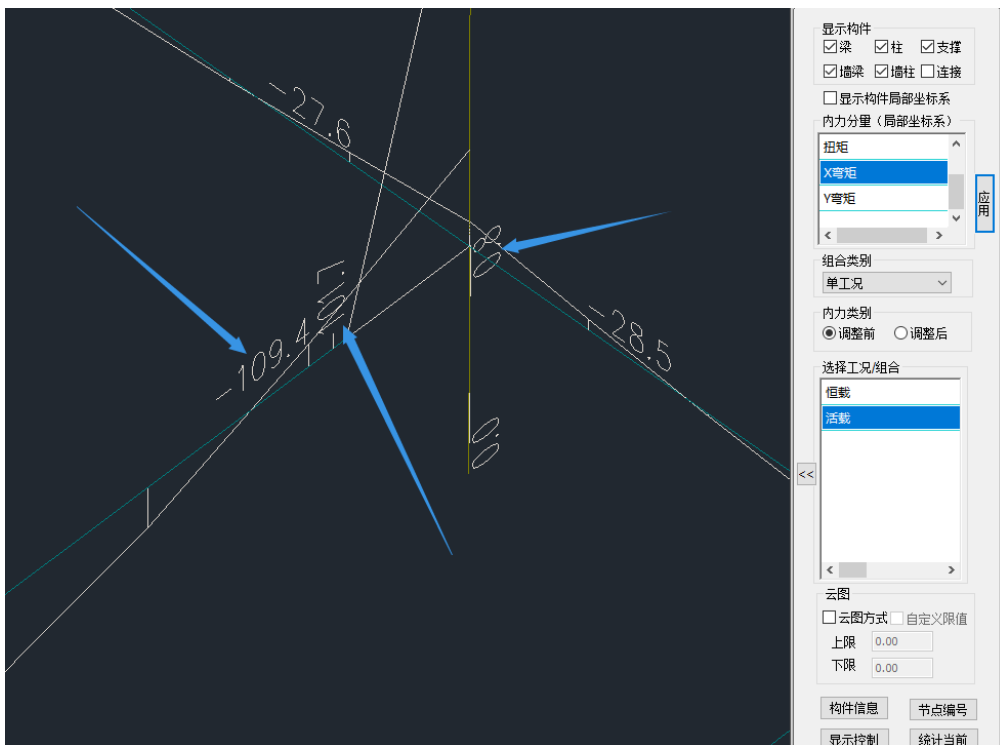 -27.6
-109.4
-28.5
0.0
显示构件
梁 柱 支撑
墙梁 墙柱 连接
显示构件局部坐标系
内力分量（局部坐标系）
扭矩
X弯矩
Y弯矩
应用
组合类别
单工况
内力类别
调整前 调整后
选择工况/组合
恒载
活载
<<
云图
云图方式 自定义限值
上限 0.00
下限 0.00
构件信息 节点编号
显示控制 统计当前